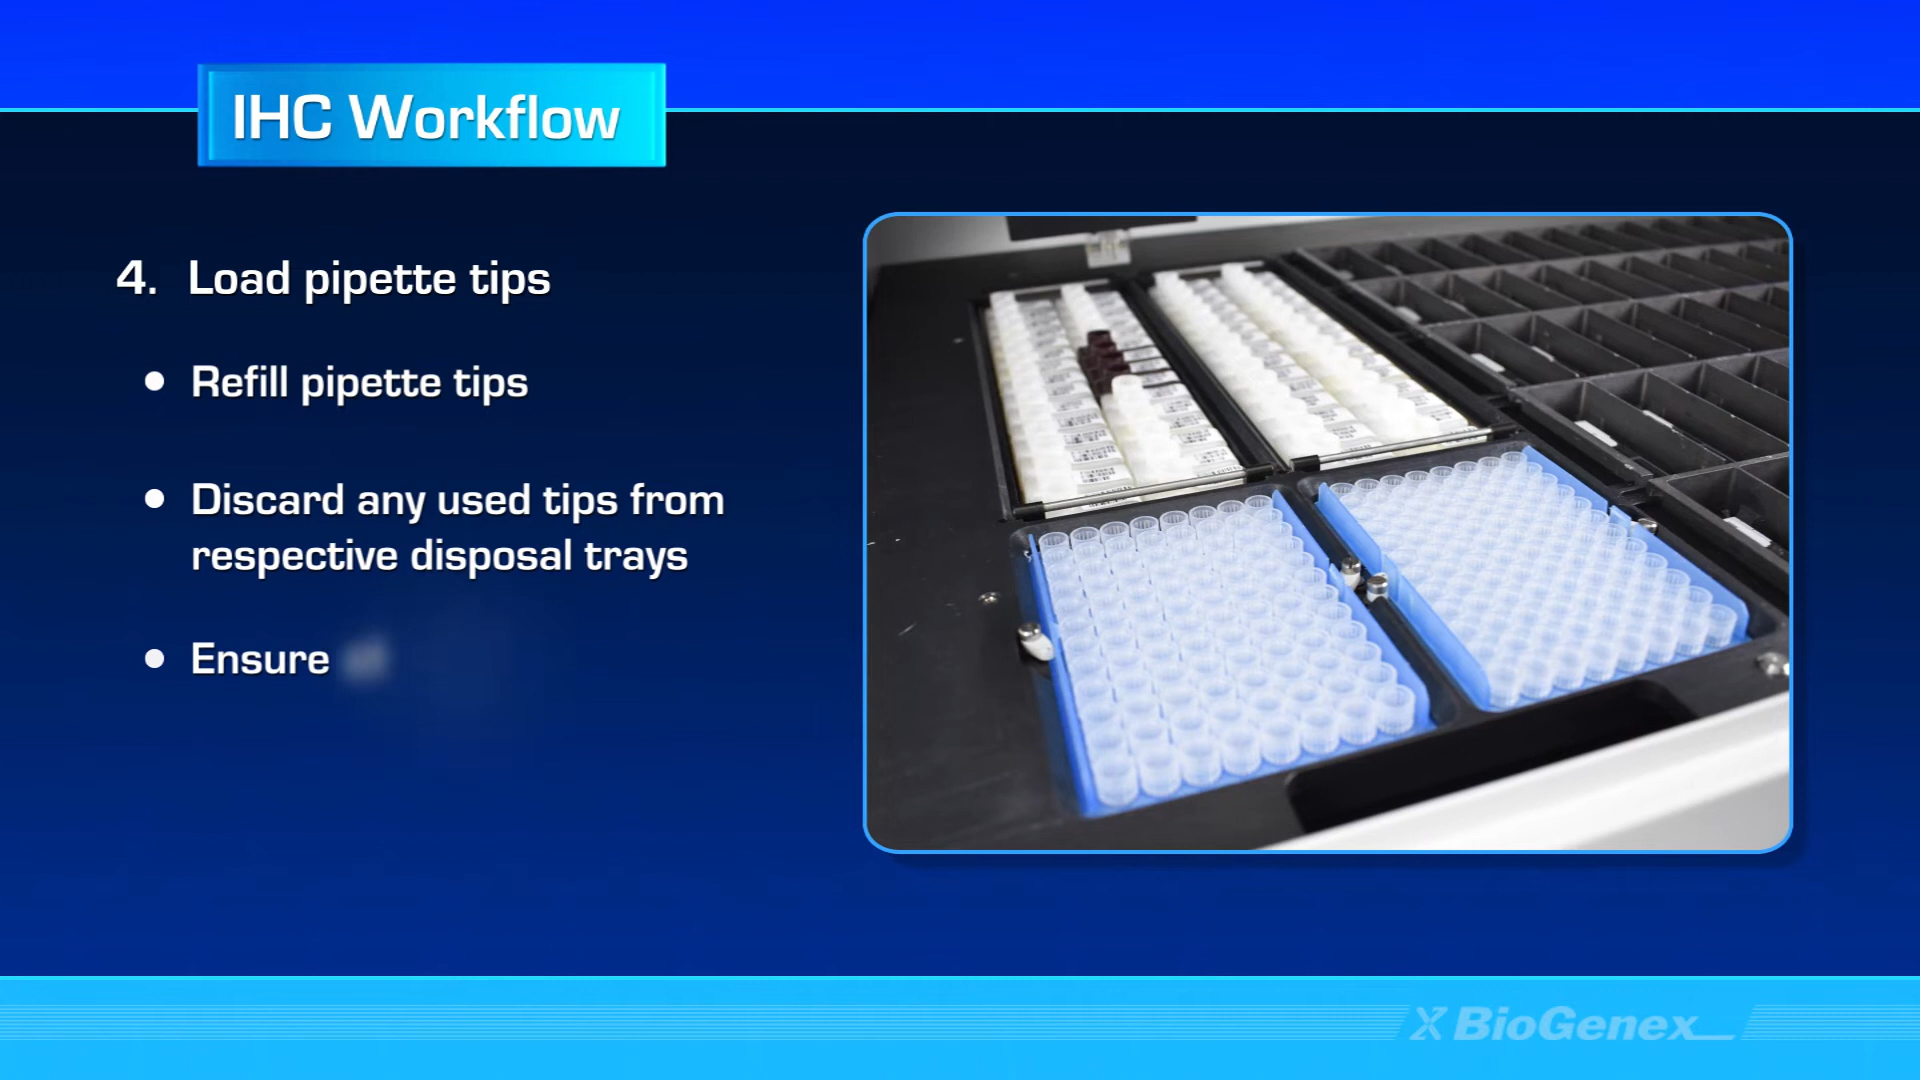 IHC Workflow
4. Load pipette tips
• Refill pipette tips
• Discard any used tips from
respective disposal trays
• Ensure
X BioGenex